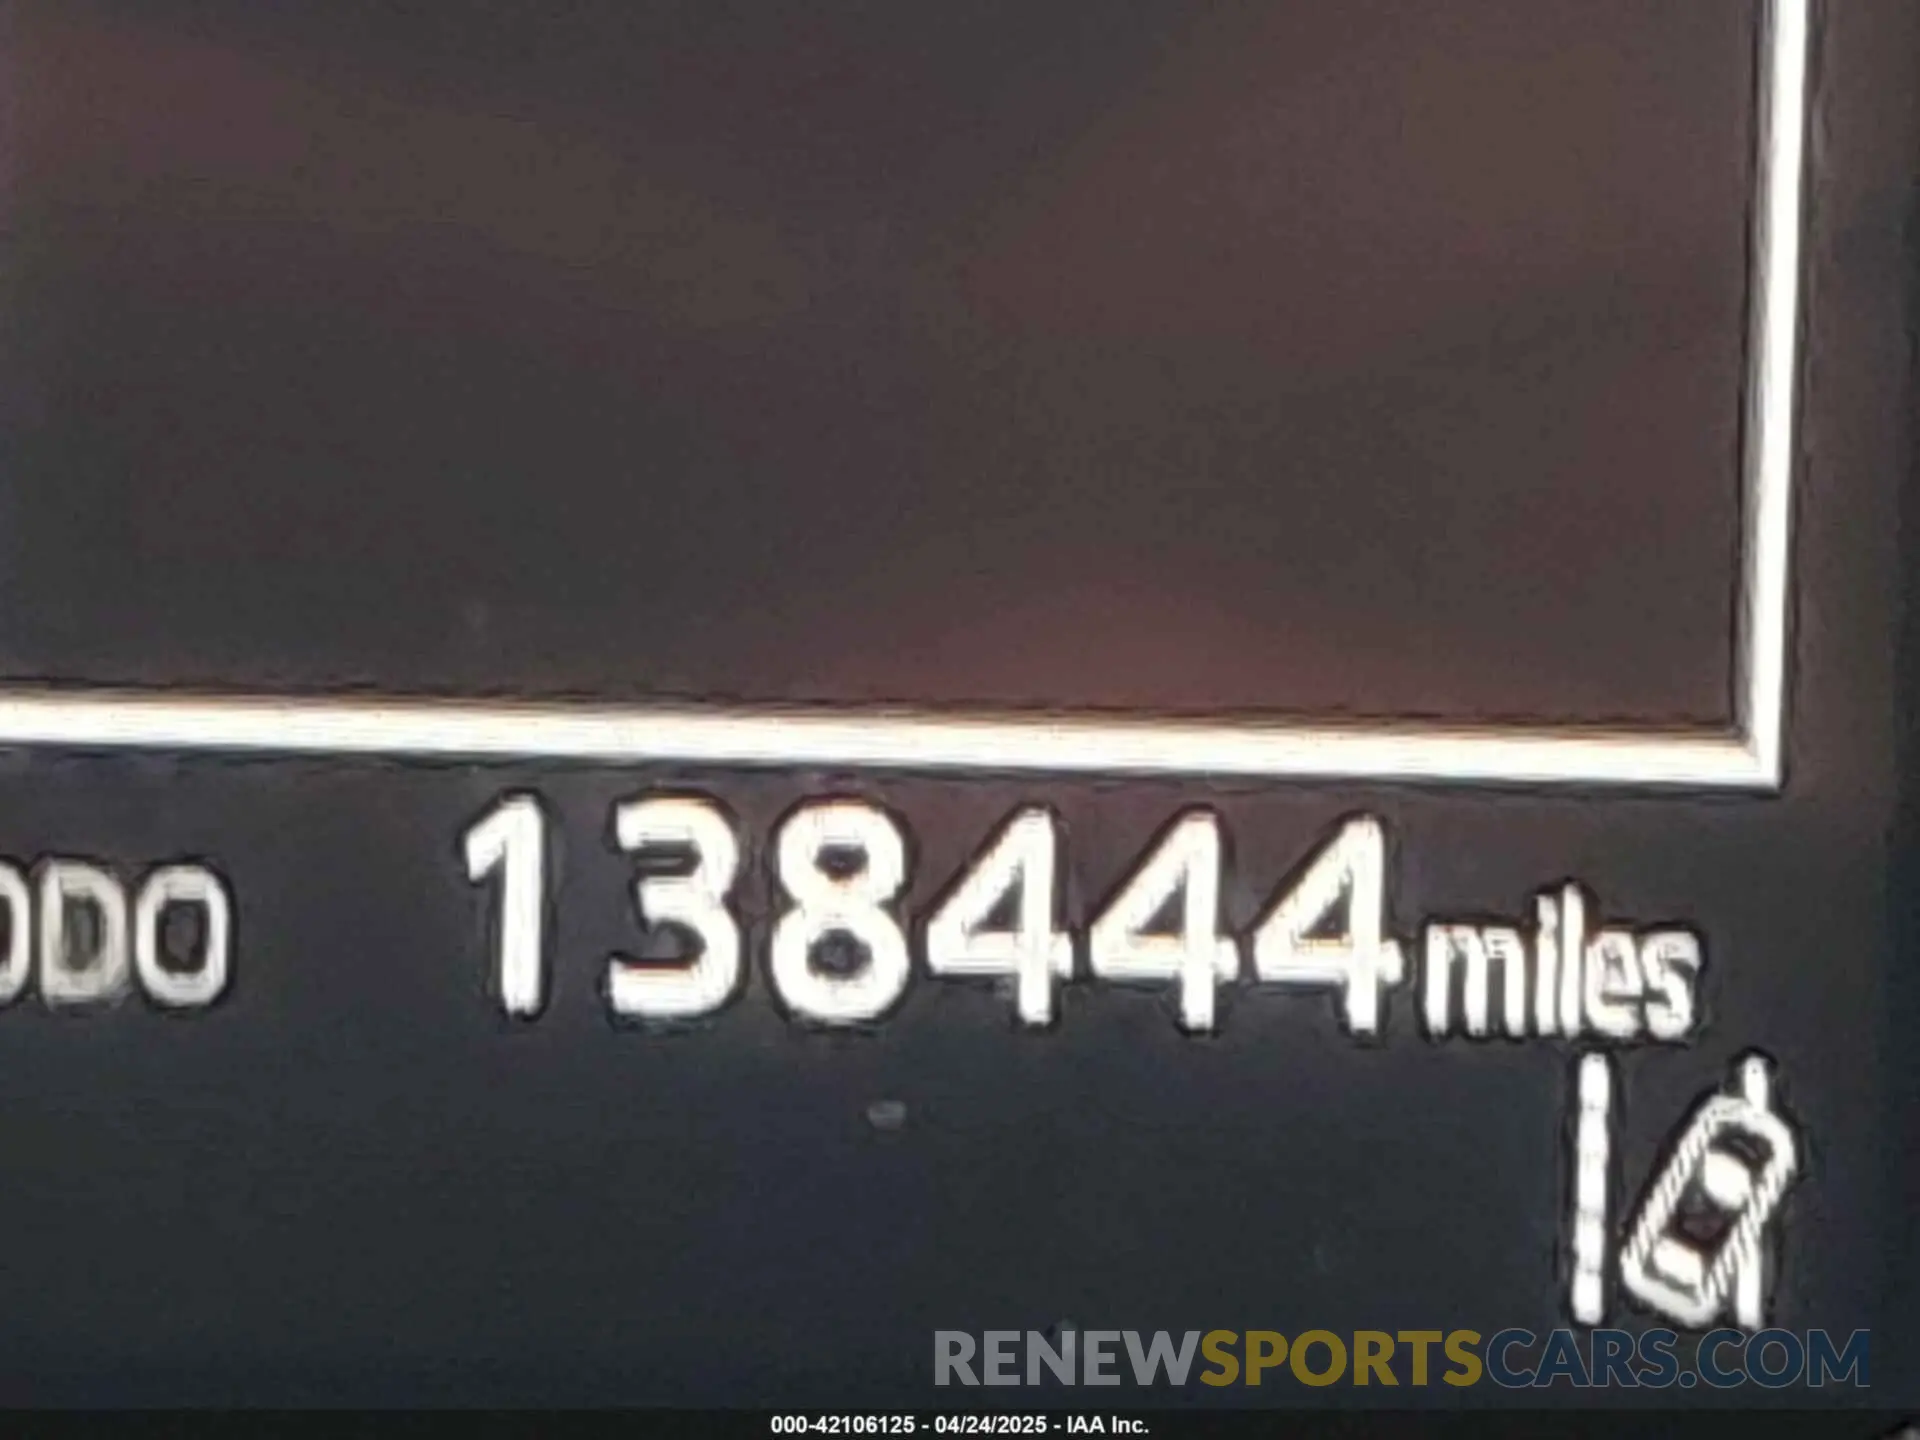 ODO 138444 miles
RENEWSPORTSCARS.COM
000-42106125 - 04/24/2025 - IAA Inc.